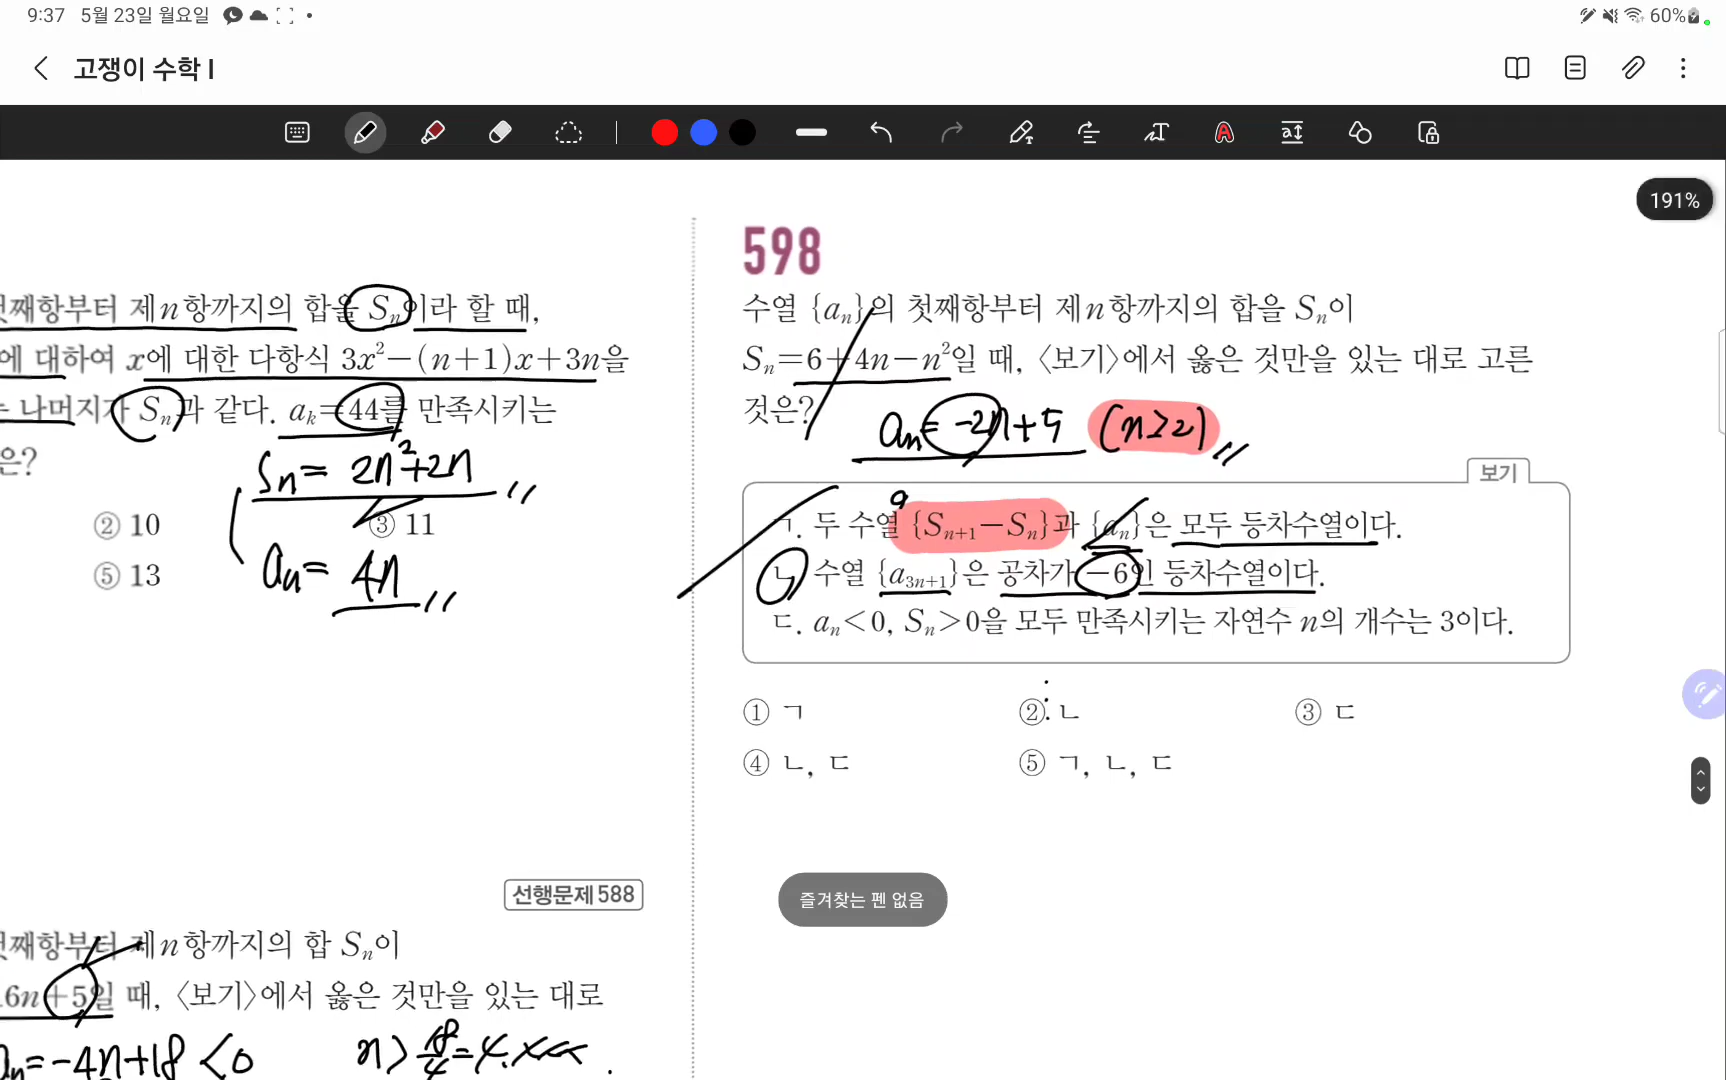 9:37 5월 23일 월요일
60%
고쟁이 수학 I
191%
첫째항부터 제n항까지의 합을 Sₙ이라 할 때,
에 대하여 x에 대한 다항식 3x²−(n+1)x+3n을
나머지가 Sₙ과 같다. aₖ=44를 만족시키는
은?
Sₙ= 2n²+2n
② 10
③ 11
⑤ 13
aₙ= 4n
선행문제 588
첫째항부터 제n항까지의 합 Sₙ이
6n+5일 때, 〈보기〉에서 옳은 것만을 있는 대로
aₙ=-4n+18 <0
n> 18/4=4.×××
598
수열 {aₙ}의 첫째항부터 제n항까지의 합을 Sₙ이
Sₙ=6+4n−n²일 때, 〈보기〉에서 옳은 것만을 있는 대로 고른
것은?
aₙ= -2n+5 (n≥2)
보기
ㄱ. 두 수열 {Sₙ₊₁−Sₙ}과 {aₙ}은 모두 등차수열이다.
ㄴ. 수열 {a₃ₙ₊₁}은 공차가 −6인 등차수열이다.
ㄷ. aₙ<0, Sₙ>0을 모두 만족시키는 자연수 n의 개수는 3이다.
① ㄱ
② ㄴ
③ ㄷ
④ ㄴ, ㄷ
⑤ ㄱ, ㄴ, ㄷ
즐겨찾는 펜 없음